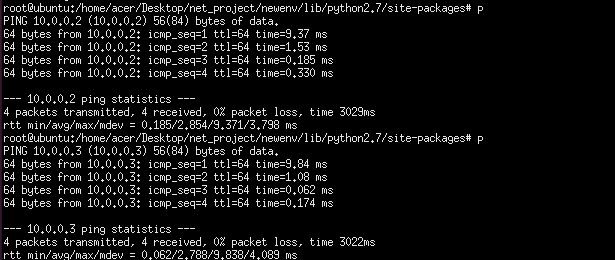 root@ubuntu:/home/acer/Desktop/net_project/newenv/lib/python2.7/site-packages# p
PING 10.0.0.2 (10.0.0.2) 56(84) bytes of data.
64 bytes from 10.0.0.2: icmp_seq=1 ttl=64 time=9.37 ms
64 bytes from 10.0.0.2: icmp_seq=2 ttl=64 time=1.53 ms
64 bytes from 10.0.0.2: icmp_seq=3 ttl=64 time=0.185 ms
64 bytes from 10.0.0.2: icmp_seq=4 ttl=64 time=0.330 ms
--- 10.0.0.2 ping statistics ---
4 packets transmitted, 4 received, 0% packet loss, time 3029ms
rtt min/avg/max/mdev = 0.185/2.854/9.371/3.798 ms
root@ubuntu:/home/acer/Desktop/net_project/newenv/lib/python2.7/site-packages# p
PING 10.0.0.3 (10.0.0.3) 56(84) bytes of data.
64 bytes from 10.0.0.3: icmp_seq=1 ttl=64 time=9.84 ms
64 bytes from 10.0.0.3: icmp_seq=2 ttl=64 time=1.08 ms
64 bytes from 10.0.0.3: icmp_seq=3 ttl=64 time=0.062 ms
64 bytes from 10.0.0.3: icmp_seq=4 ttl=64 time=0.174 ms
--- 10.0.0.3 ping statistics ---
4 packets transmitted, 4 received, 0% packet loss, time 3022ms
rtt min/avg/max/mdev = 0.062/2.788/9.838/4.089 ms